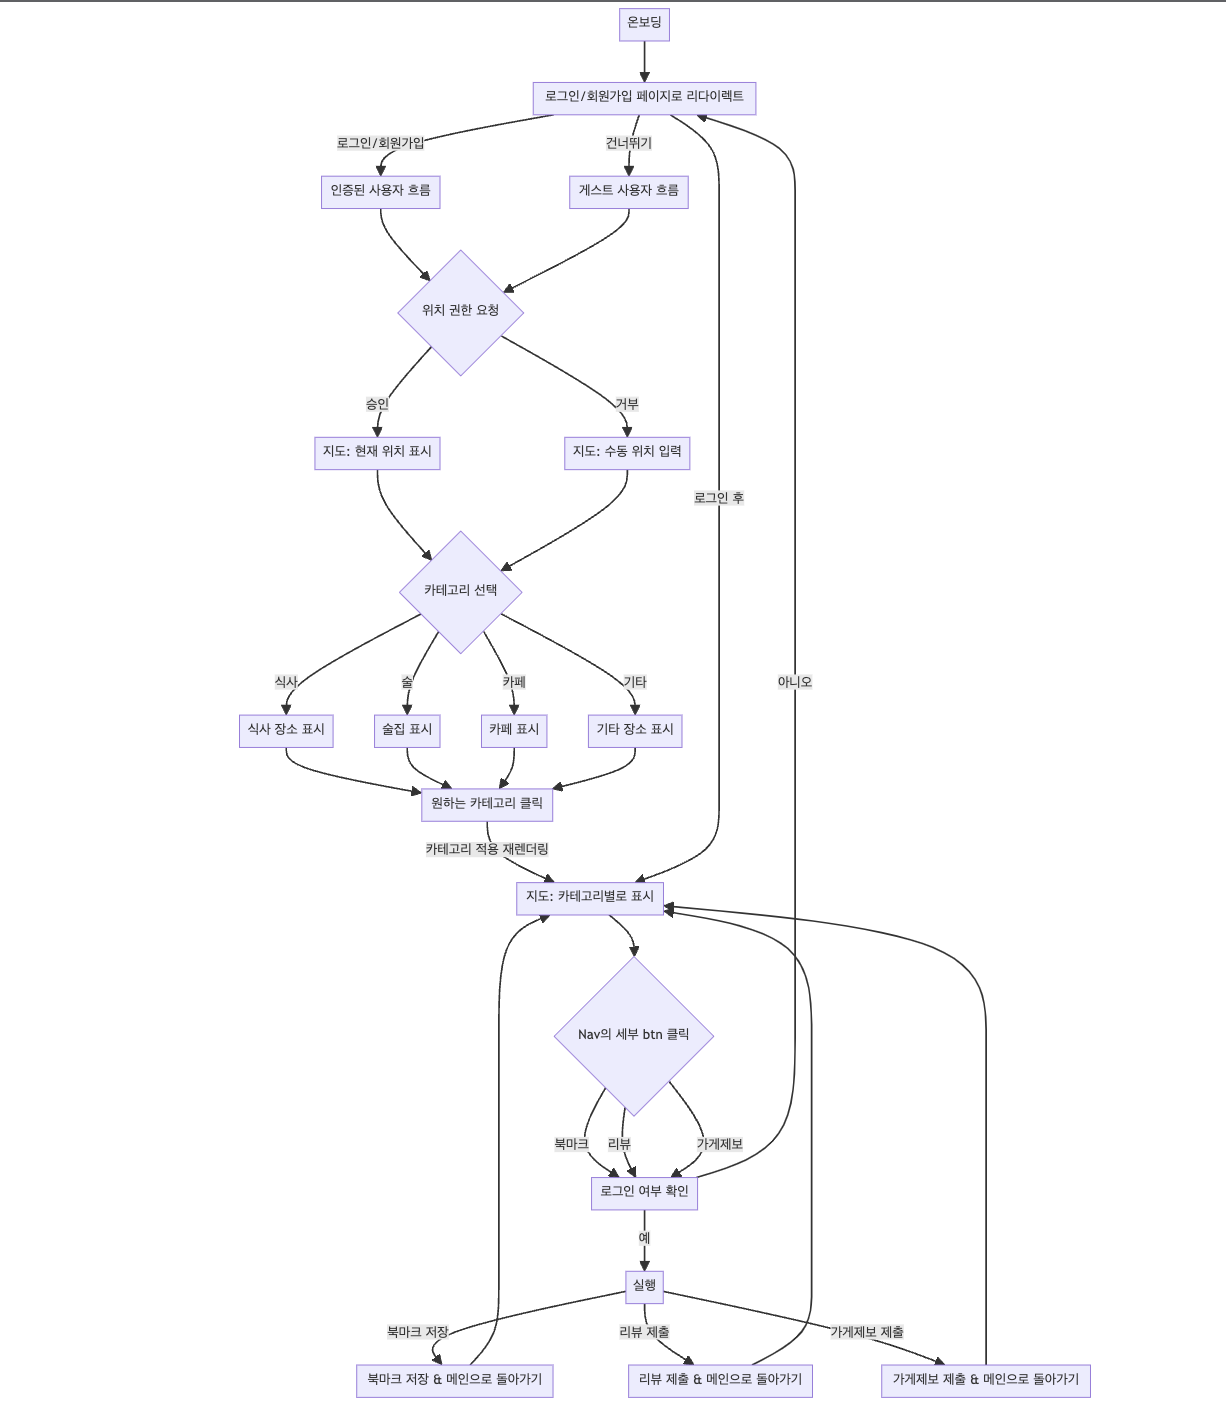 온보딩
로그인/회원가입 페이지로 리다이렉트
로그인/회원가입
건너뛰기
인증된 사용자 흐름
게스트 사용자 흐름
위치 권한 요청
승인
거부
지도: 현재 위치 표시
지도: 수동 위치 입력
로그인 후
카테고리 선택
식사
술
카페
기타
아니오
식사 장소 표시
술집 표시
카페 표시
기타 장소 표시
원하는 카테고리 클릭
카테고리 적용 재렌더링
지도: 카테고리별로 표시
Nav의 세부 btn 클릭
북마크
리뷰
가게제보
로그인 여부 확인
예
실행
북마크 저장
리뷰 제출
가게제보 제출
북마크 저장 & 메인으로 돌아가기
리뷰 제출 & 메인으로 돌아가기
가게제보 제출 & 메인으로 돌아가기